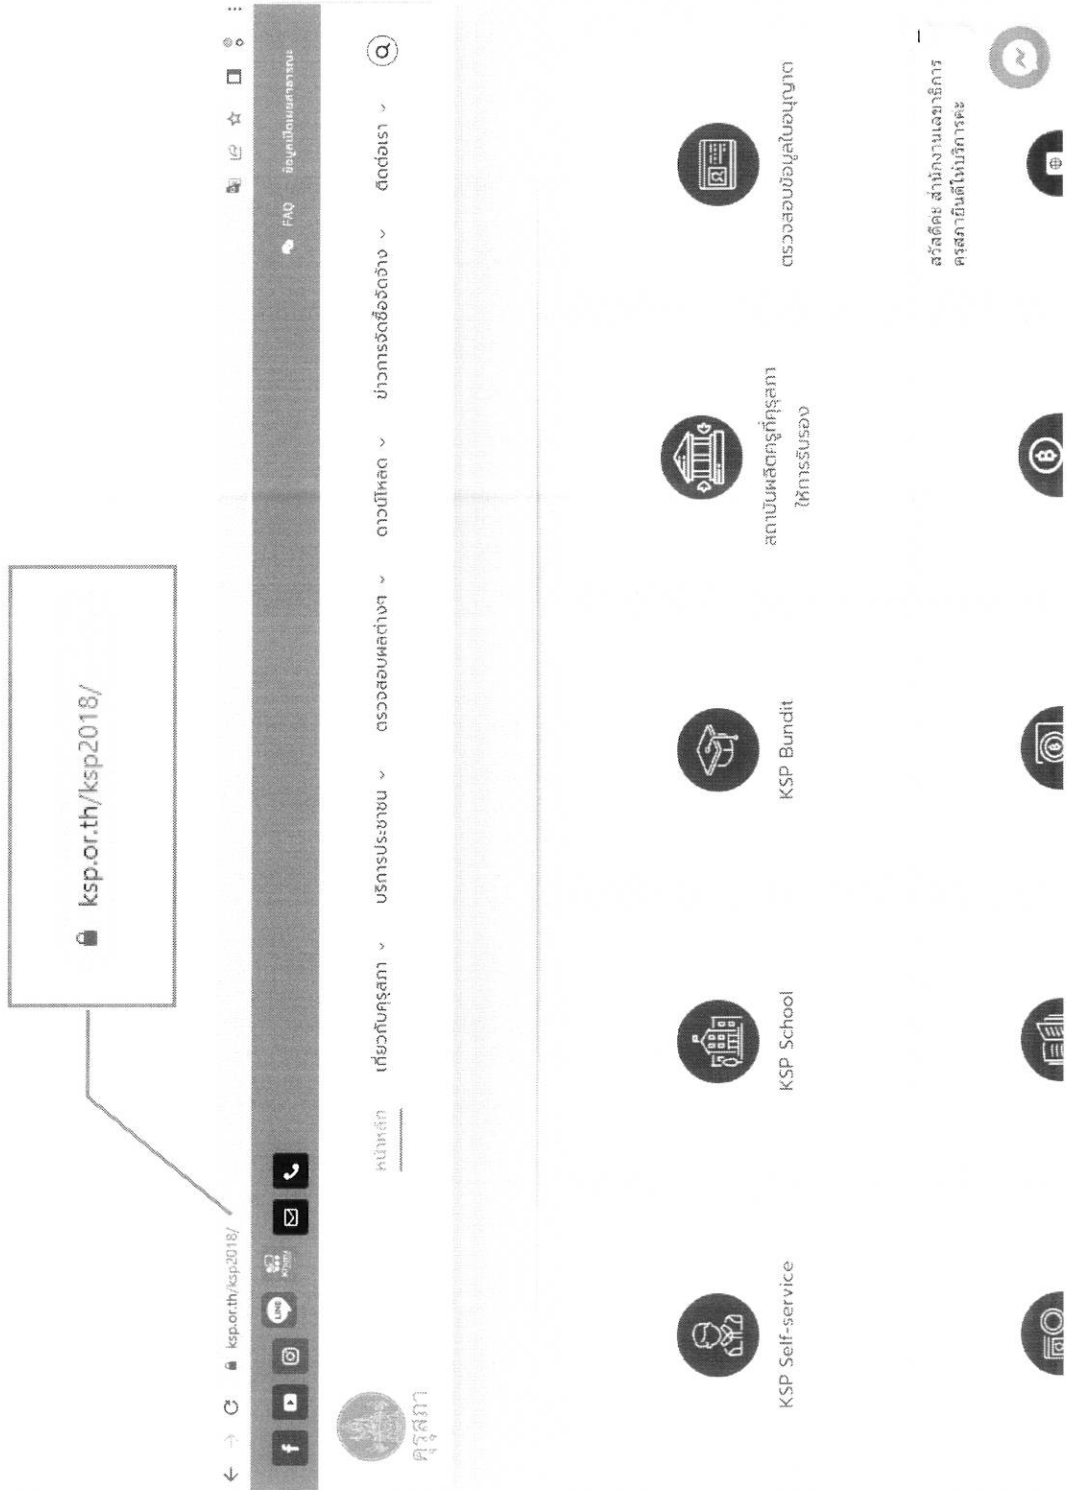 ksp.or.th/ksp2018/
ksp.or.th/ksp2018/
LINE
Khuru
FAQ
ข้อมูลเปิดเผยสาธารณะ
คุรุสภา
หน้าหลัก
เกี่ยวกับคุรุสภา
บริการประชาชน
ตรวจสอบผลต่างๆ
ดาวน์โหลด
ข่าวการจัดซื้อจัดจ้าง
ติดต่อเรา
KSP Self-service
KSP School
KSP Bundit
สถาบันผลิตครูที่คุรุสภา
ให้การรับรอง
ตรวจสอบข้อมูลใบอนุญาต
สวัสดีค่ะ สำนักงานเลขาธิการ
คุรุสภายินดีให้บริการค่ะ